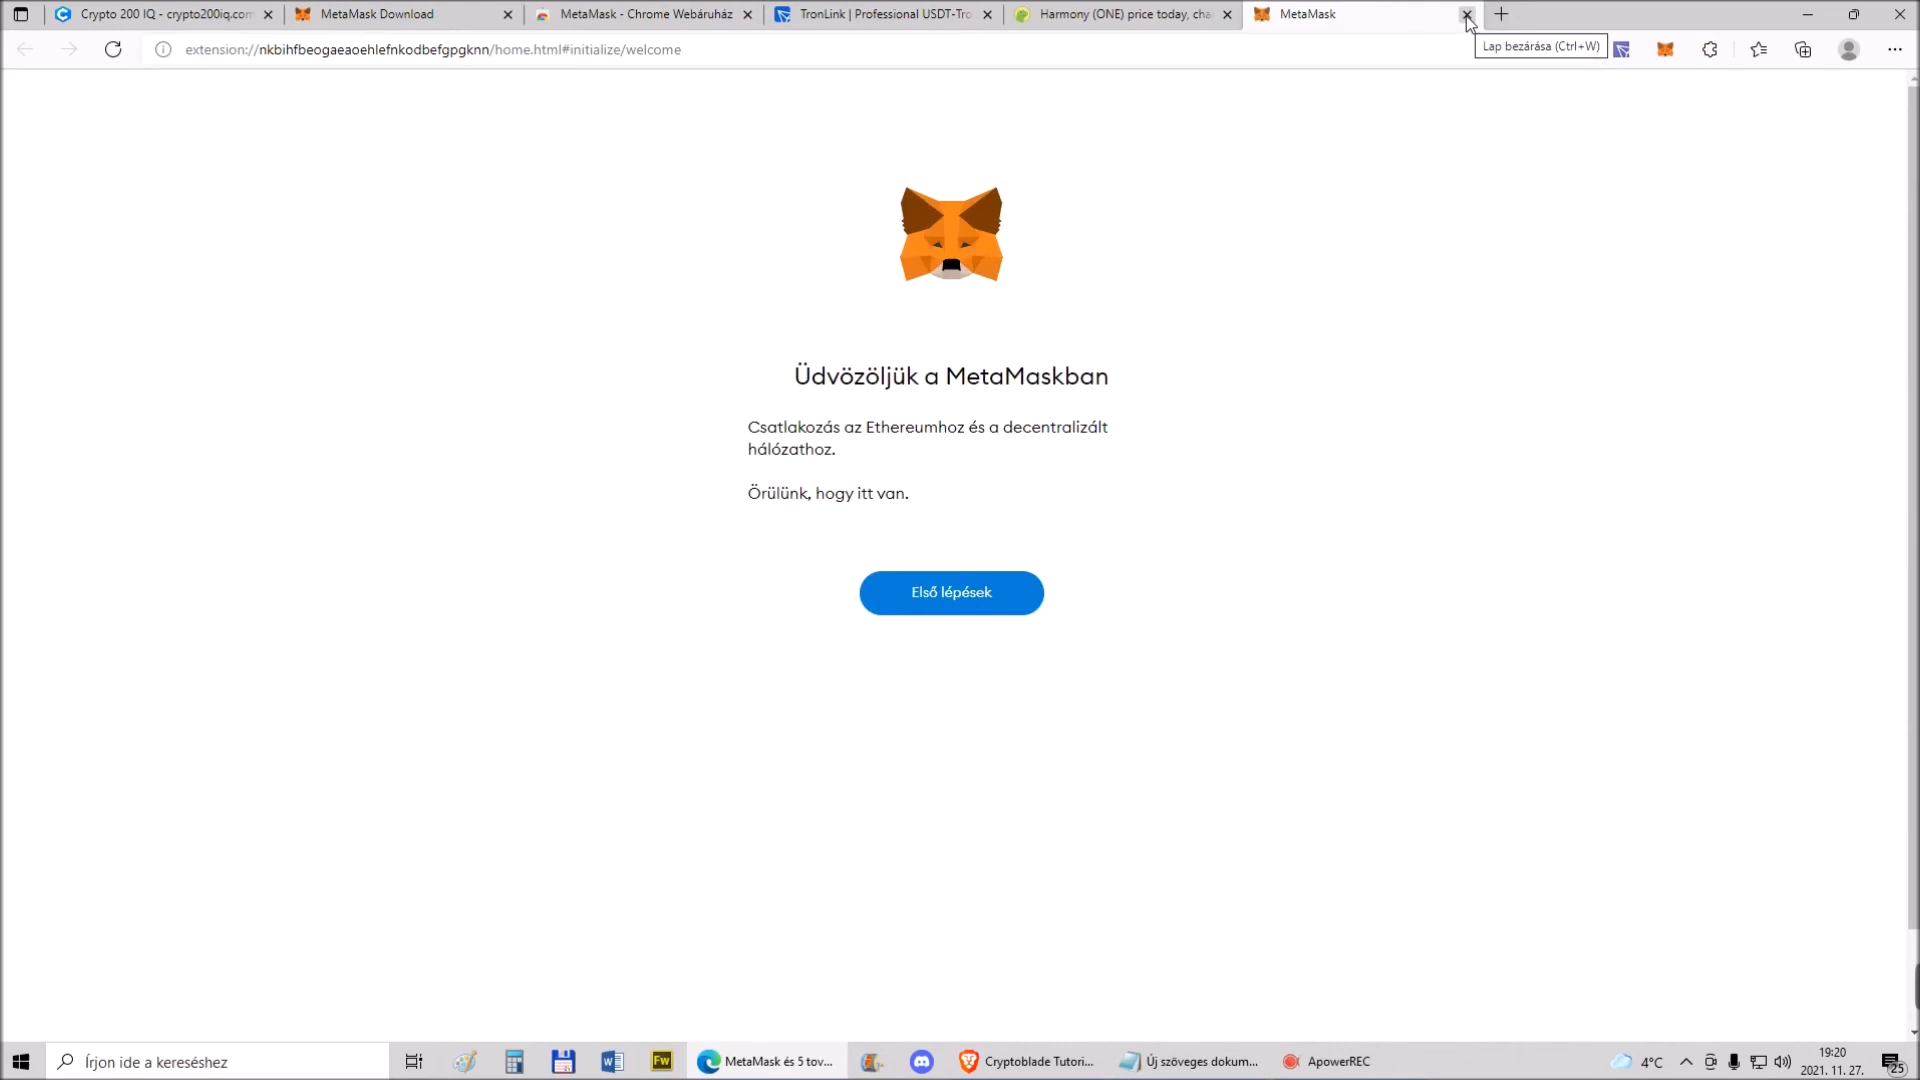 Crypto 200 IQ - crypto200iq.com
MetaMask Download
MetaMask - Chrome Webáruház
TronLink | Professional USDT-Tro
Harmony (ONE) price today, cha
MetaMask
extension://nkbihfbeogaeaoehlefnkodbefgpgknn/home.html#initialize/welcome
Lap bezárása (Ctrl+W)
Üdvözöljük a MetaMaskban
Csatlakozás az Ethereumhoz és a decentralizált
hálózathoz.
Örülünk, hogy itt van.
Első lépések
Írjon ide a kereséshez
Fw
MetaMask és 5 tov...
Cryptoblade Tutori...
Új szöveges dokum...
ApowerREC
4°C
19:20
2021. 11. 27.
25